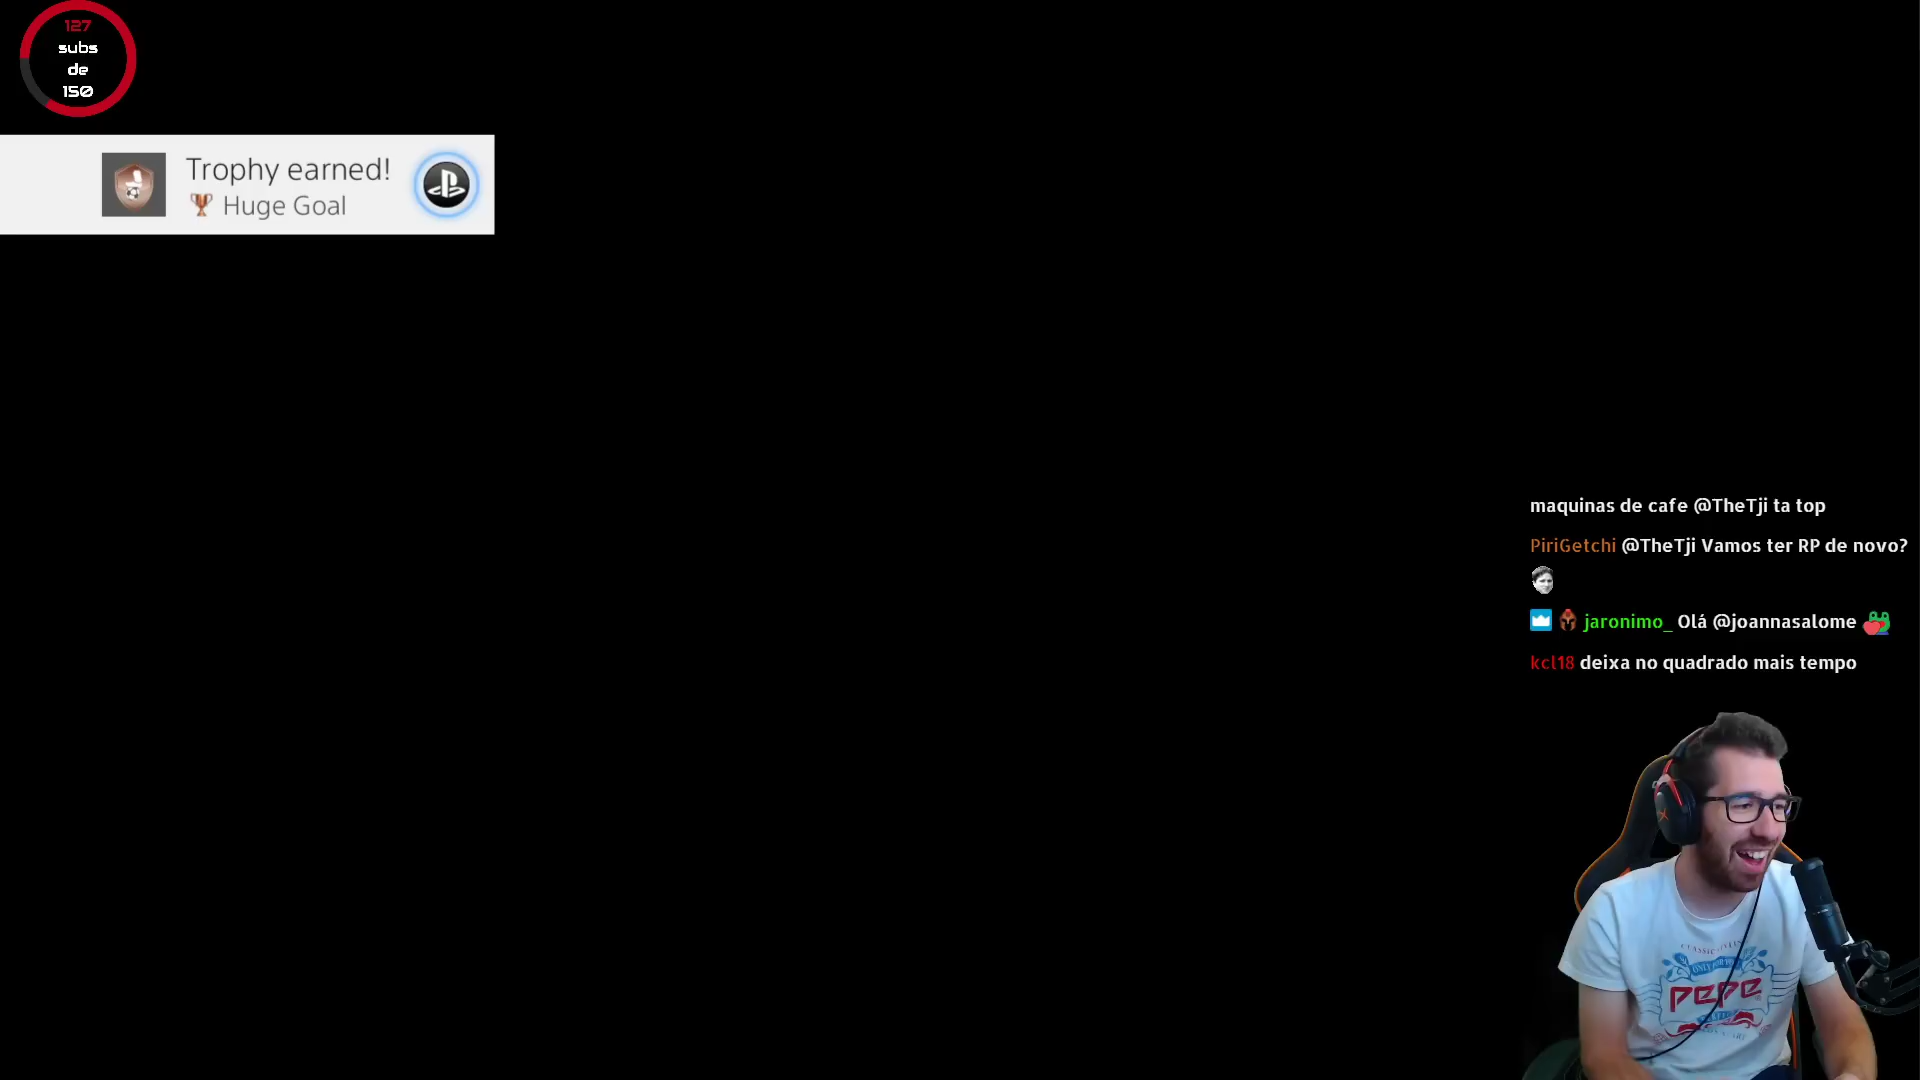 127
subs
de
150
Trophy earned!
Huge Goal
maquinas de cafe @TheTji ta top
PiriGetchi @TheTji Vamos ter RP de novo?
jaronimo_ Olá @joannasalome
kcl18 deixa no quadrado mais tempo
PEPE